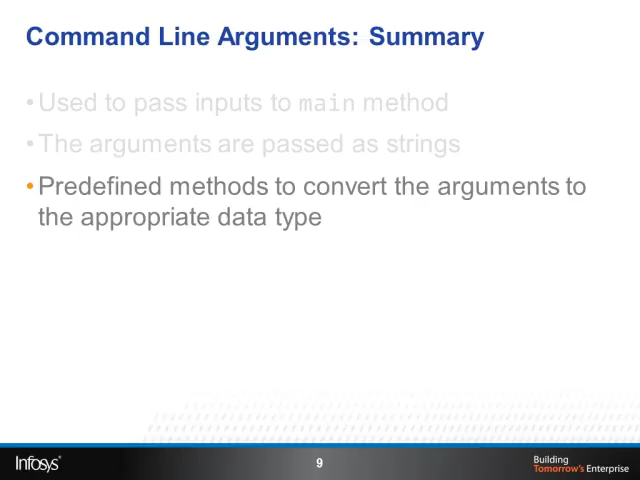 Command Line Arguments: Summary
• Used to pass inputs to main method
• The arguments are passed as strings
• Predefined methods to convert the arguments to
the appropriate data type
Infosys®
9
Building
Tomorrow's Enterprise